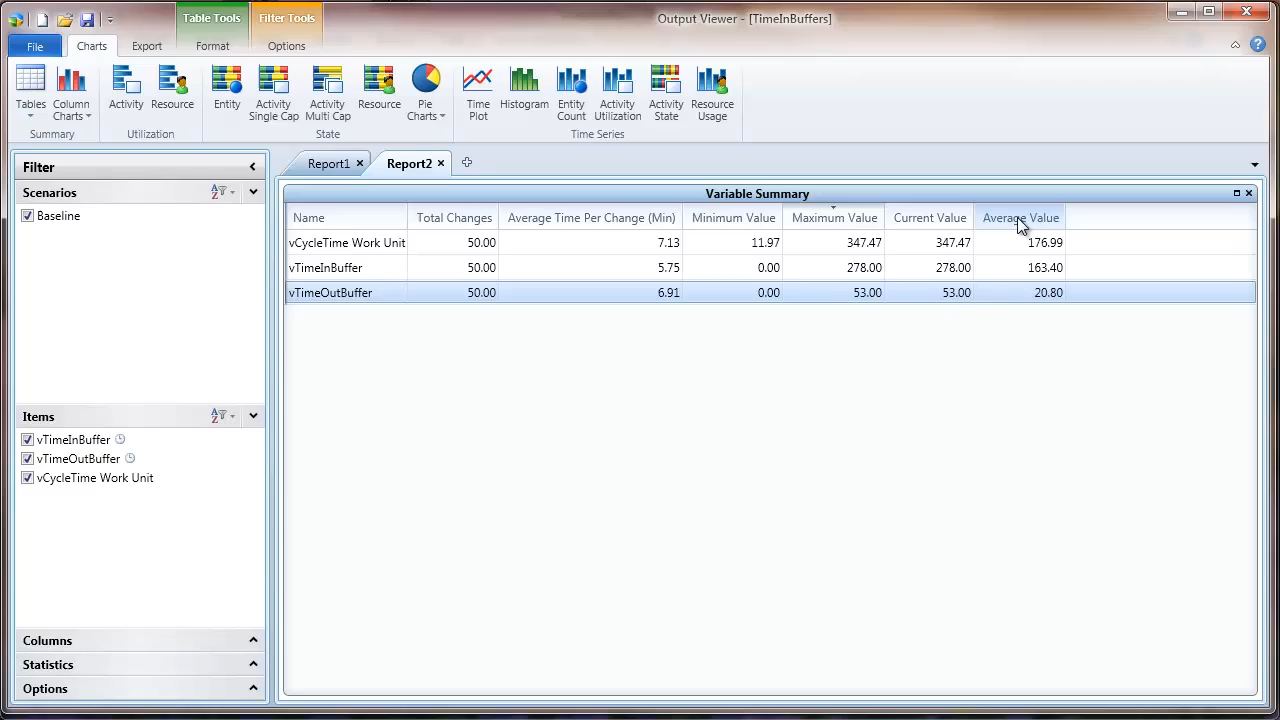 Table Tools Filter Tools Output Viewer - [TimeInBuffers]
File Charts Export Format Options
Tables Column Charts Activity Resource Entity Activity Single Cap Activity Multi Cap Resource Pie Charts Time Plot Histogram Entity Count Activity Utilization Activity State Resource Usage
Summary Utilization State Time Series
Filter
Scenarios
Baseline
Items
vTimeInBuffer
vTimeOutBuffer
vCycleTime Work Unit
Columns
Statistics
Options
Report1 Report2
Variable Summary
Name Total Changes Average Time Per Change (Min) Minimum Value Maximum Value Current Value Average Value
vCycleTime Work Unit 50.00 7.13 11.97 347.47 347.47 176.99
vTimeInBuffer 50.00 5.75 0.00 278.00 278.00 163.40
vTimeOutBuffer 50.00 6.91 0.00 53.00 53.00 20.80